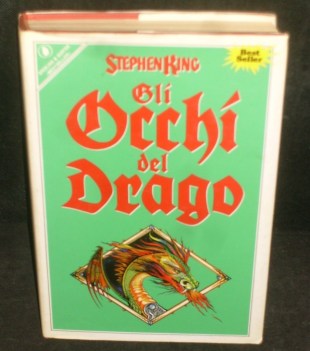 STEPHEN KING
Best
Seller
Gli
Occhi
del
Drago